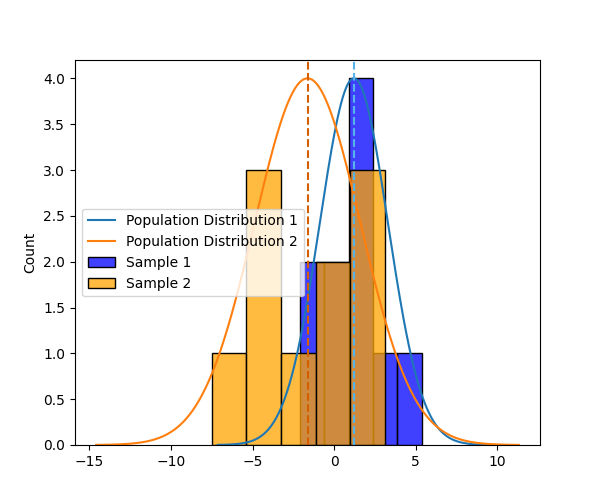 4.0
3.5
3.0
2.5
2.0
1.5
1.0
0.5
0.0
Count
Population Distribution 1
Population Distribution 2
Sample 1
Sample 2
−15 −10 −5 0 5 10